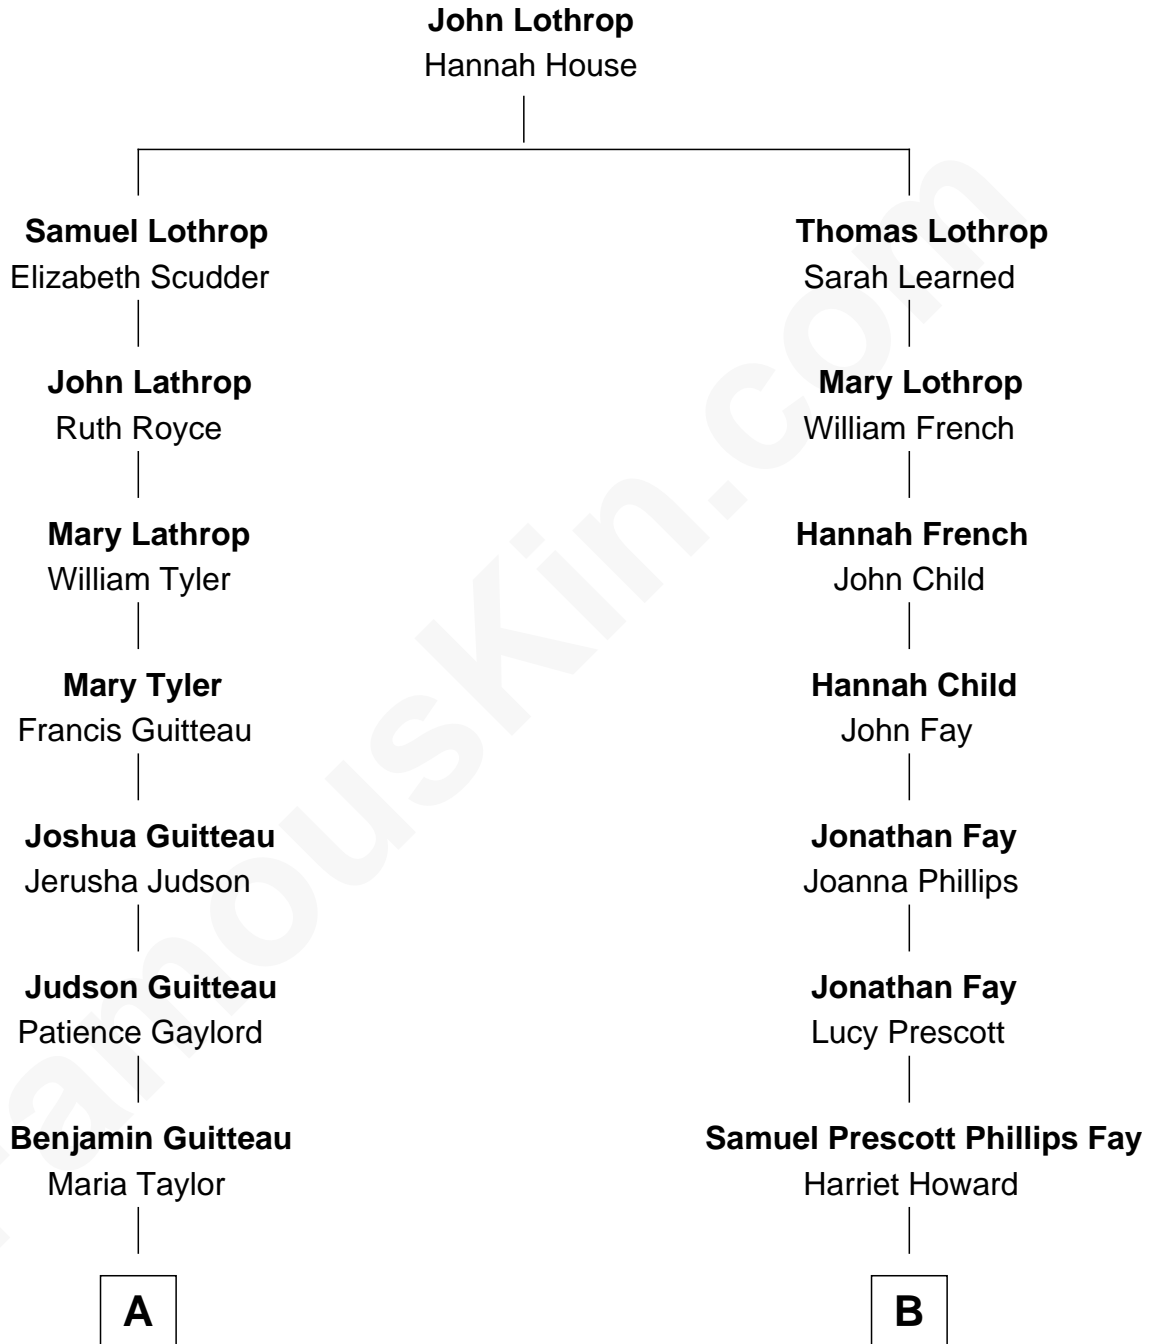 John Lothrop
Hannah House
Samuel Lothrop
Elizabeth Scudder
John Lathrop
Ruth Royce
Mary Lathrop
William Tyler
Mary Tyler
Francis Guitteau
Joshua Guitteau
Jerusha Judson
Judson Guitteau
Patience Gaylord
Benjamin Guitteau
Maria Taylor
A
Thomas Lothrop
Sarah Learned
Mary Lothrop
William French
Hannah French
John Child
Hannah Child
John Fay
Jonathan Fay
Joanna Phillips
Jonathan Fay
Lucy Prescott
Samuel Prescott Phillips Fay
Harriet Howard
B
FamousKin.com